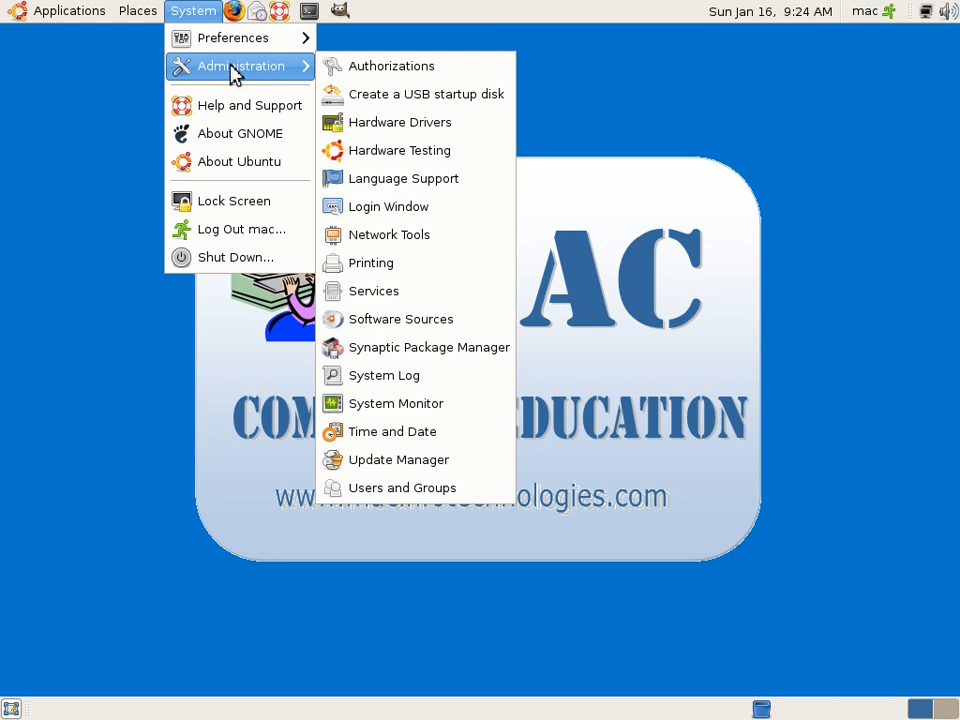 Applications Places System
Sun Jan 16, 9:24 AM mac
Preferences
Administration
Help and Support
About GNOME
About Ubuntu
Lock Screen
Log Out mac...
Shut Down...
Authorizations
Create a USB startup disk
Hardware Drivers
Hardware Testing
Language Support
Login Window
Network Tools
Printing
Services
Software Sources
Synaptic Package Manager
System Log
System Monitor
Time and Date
Update Manager
Users and Groups
AC
COM EDUCATION
ologies.com